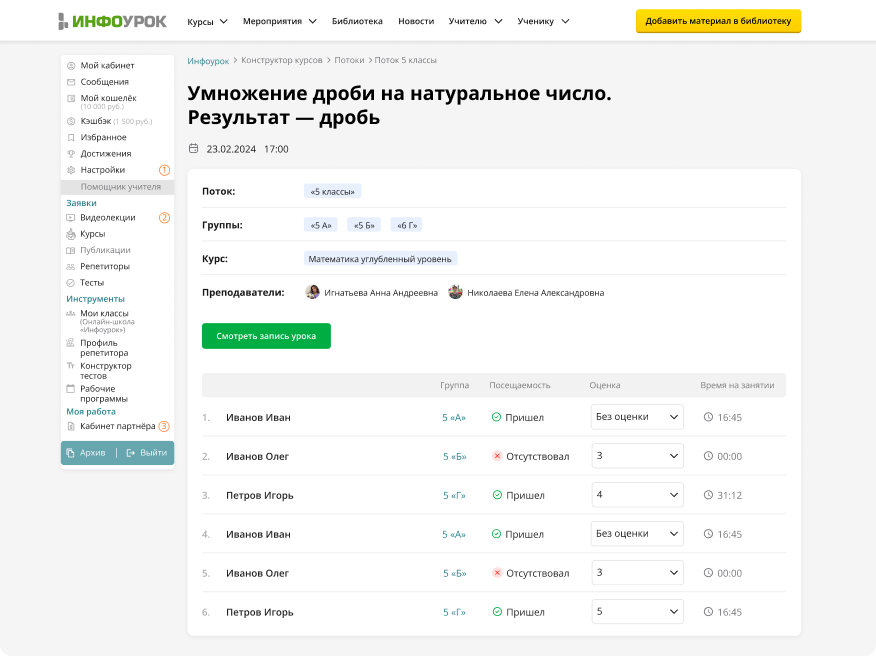 ИНФОУРОК
Курсы Мероприятия Библиотека Новости Учителю Ученику
Добавить материал в библиотеку
Мой кабинет
Сообщения
Мой кошелёк
(10 000 руб.)
Кэшбэк (1 500 руб.)
Избранное
Достижения
Настройки 1
Помощник учителя
Заявки
Видеолекции 2
Курсы
Публикации
Репетиторы
Тесты
Инструменты
Мои классы
(Онлайн-школа
«Инфоурок»)
Профиль
репетитора
Конструктор
тестов
Рабочие
программы
Моя работа
Кабинет партнёра 3
Архив | Выйти
Инфоурок > Конструктор курсов > Потоки > Поток 5 классы
Умножение дроби на натуральное число.
Результат — дробь
23.02.2024 17:00
Поток: «5 классы»
Группы: «5 А» «5 Б» «6 Г»
Курс: Математика углубленный уровень
Преподаватели: Игнатьева Анна Андреевна Николаева Елена Александровна
Смотреть запись урока
Группа Посещаемость Оценка Время на занятии
1. Иванов Иван 5 «А» Пришел Без оценки 16:45
2. Иванов Олег 5 «Б» Отсутствовал 3 00:00
3. Петров Игорь 5 «Г» Пришел 4 31:12
4. Иванов Иван 5 «А» Пришел Без оценки 16:45
5. Иванов Олег 5 «Б» Отсутствовал 3 00:00
6. Петров Игорь 5 «Г» Пришел 5 16:45